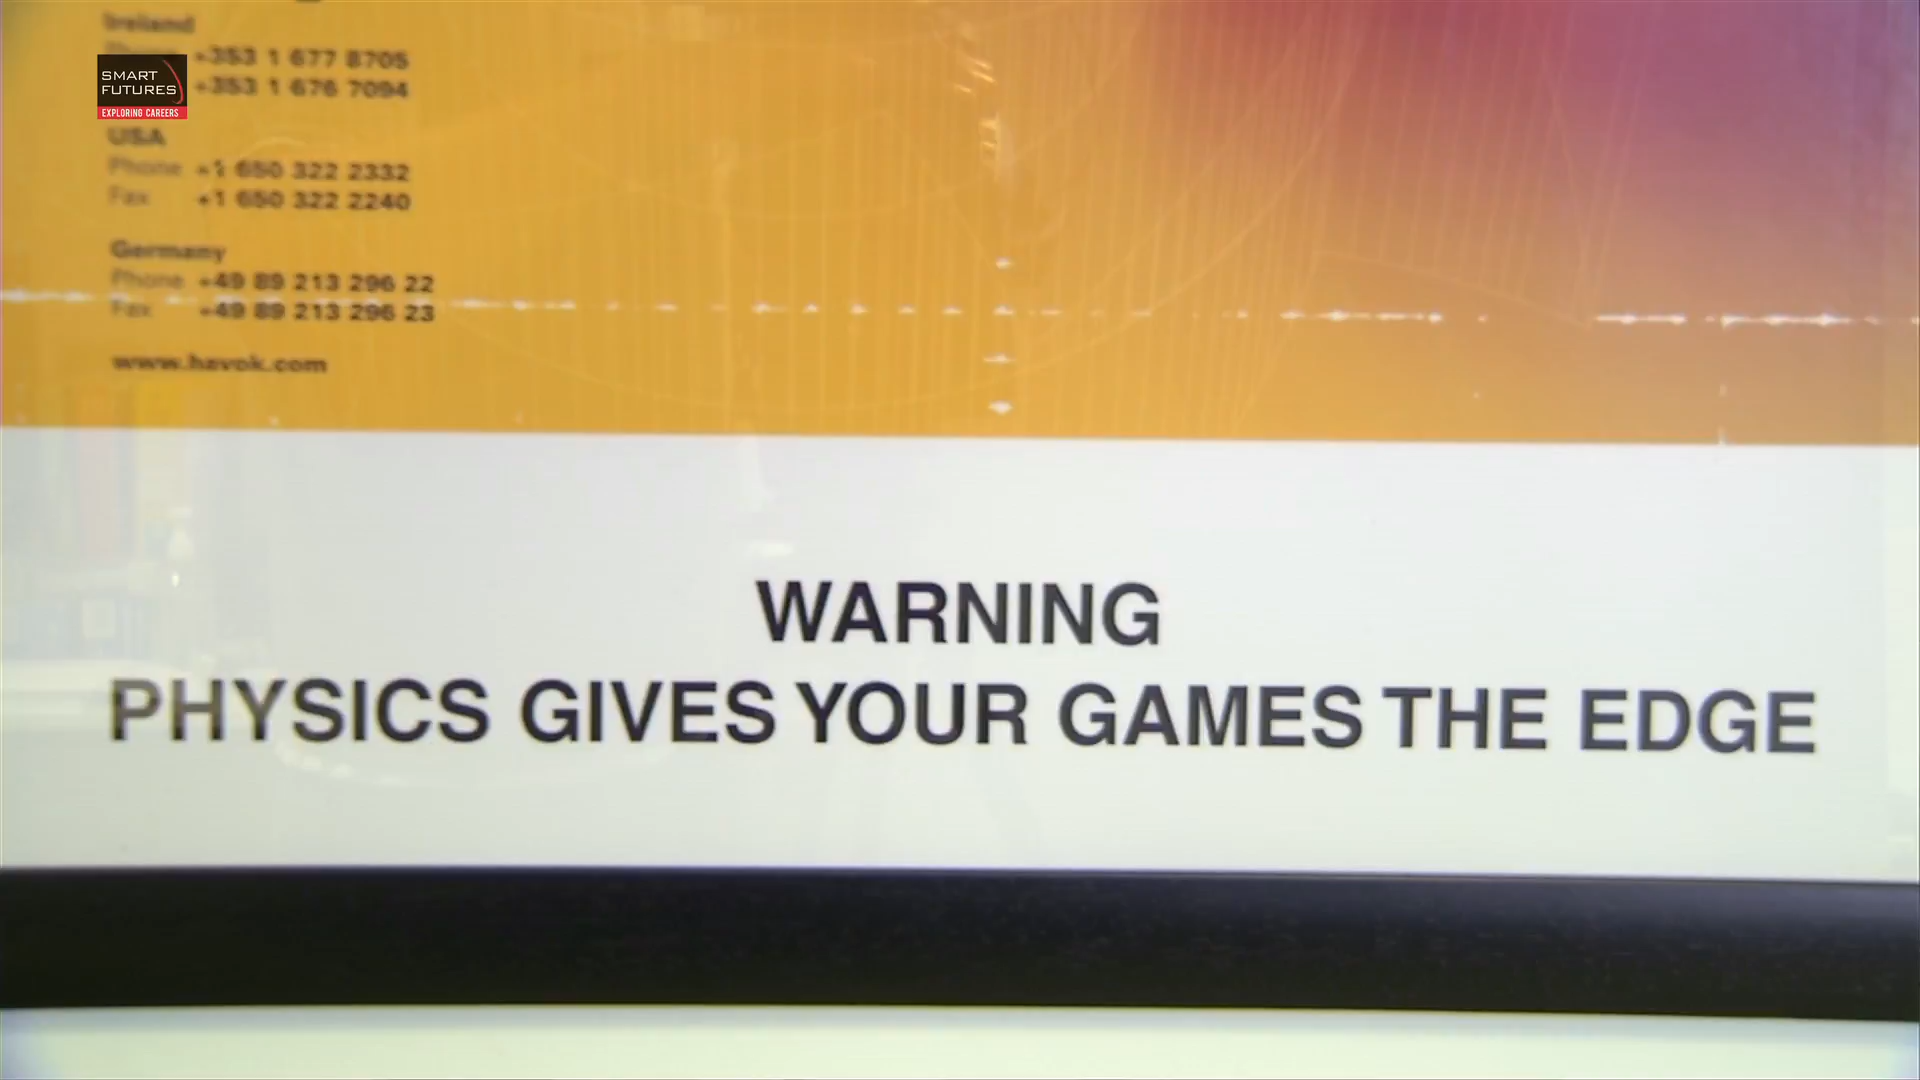 Ireland
Phone +353 1 677 8705
+353 1 676 7094
SMART
FUTURES
EXPLORING CAREERS
USA
Phone +1 650 322 2332
Fax +1 650 322 2240
Germany
Phone +49 89 213 296 22
Fax +49 89 213 296 23
www.havok.com
WARNING
PHYSICS GIVES YOUR GAMES THE EDGE